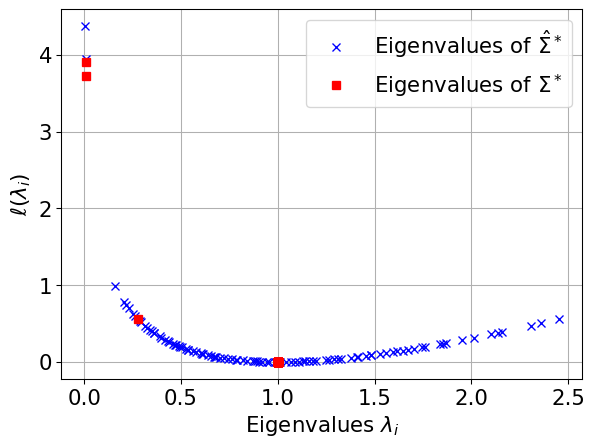 Eigenvalues of Σ̂*
Eigenvalues of Σ*
4
3
2
1
0
ℓ(λᵢ)
0.0 0.5 1.0 1.5 2.0 2.5
Eigenvalues λᵢ